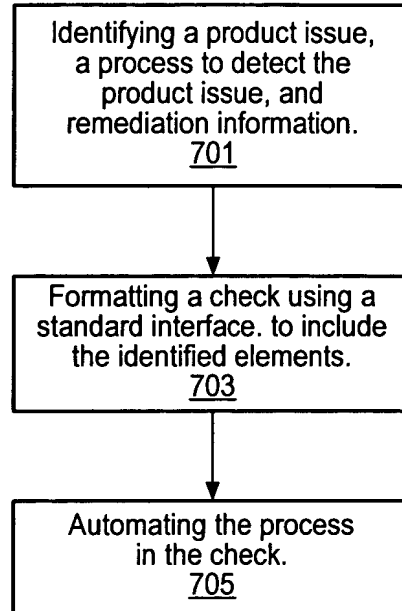 Identifying a product issue,
a process to detect the
product issue, and
remediation information.
701
Formatting a check using a
standard interface. to include
the identified elements.
703
Automating the process
in the check.
705